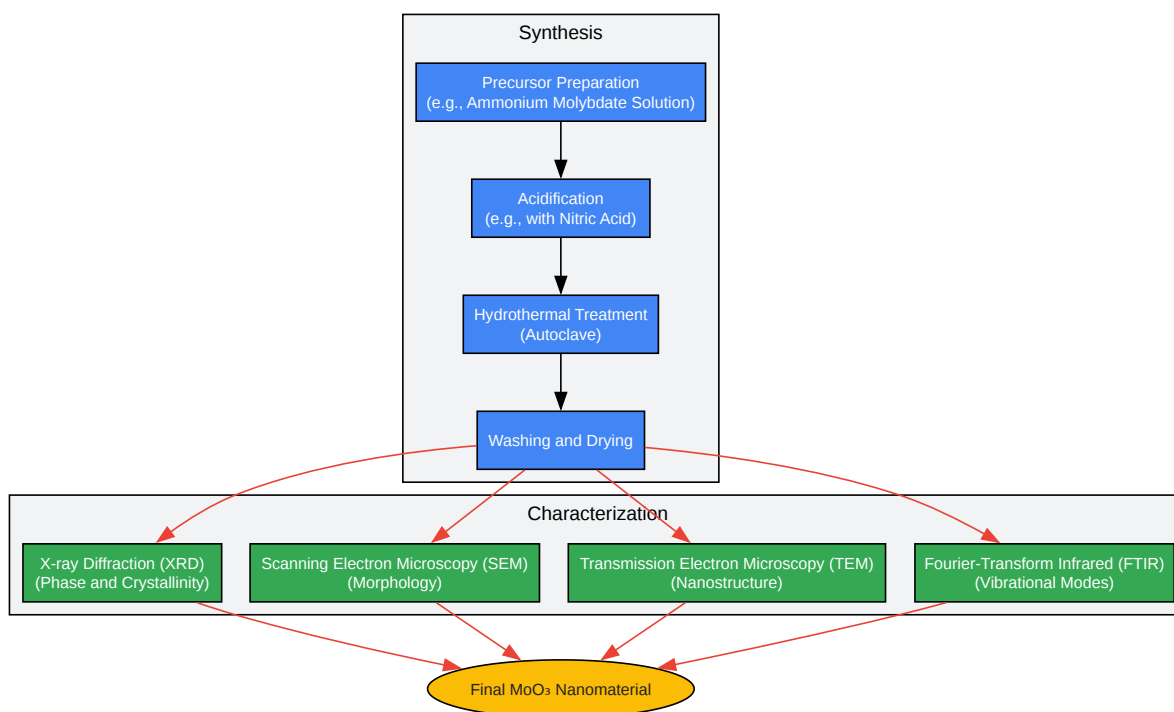 Synthesis
Precursor Preparation
(e.g., Ammonium Molybdate Solution)
Acidification
(e.g., with Nitric Acid)
Hydrothermal Treatment
(Autoclave)
Washing and Drying
Characterization
X-ray Diffraction (XRD)
(Phase and Crystallinity)
Scanning Electron Microscopy (SEM)
(Morphology)
Transmission Electron Microscopy (TEM)
(Nanostructure)
Fourier-Transform Infrared (FTIR)
(Vibrational Modes)
Final MoO₃ Nanomaterial